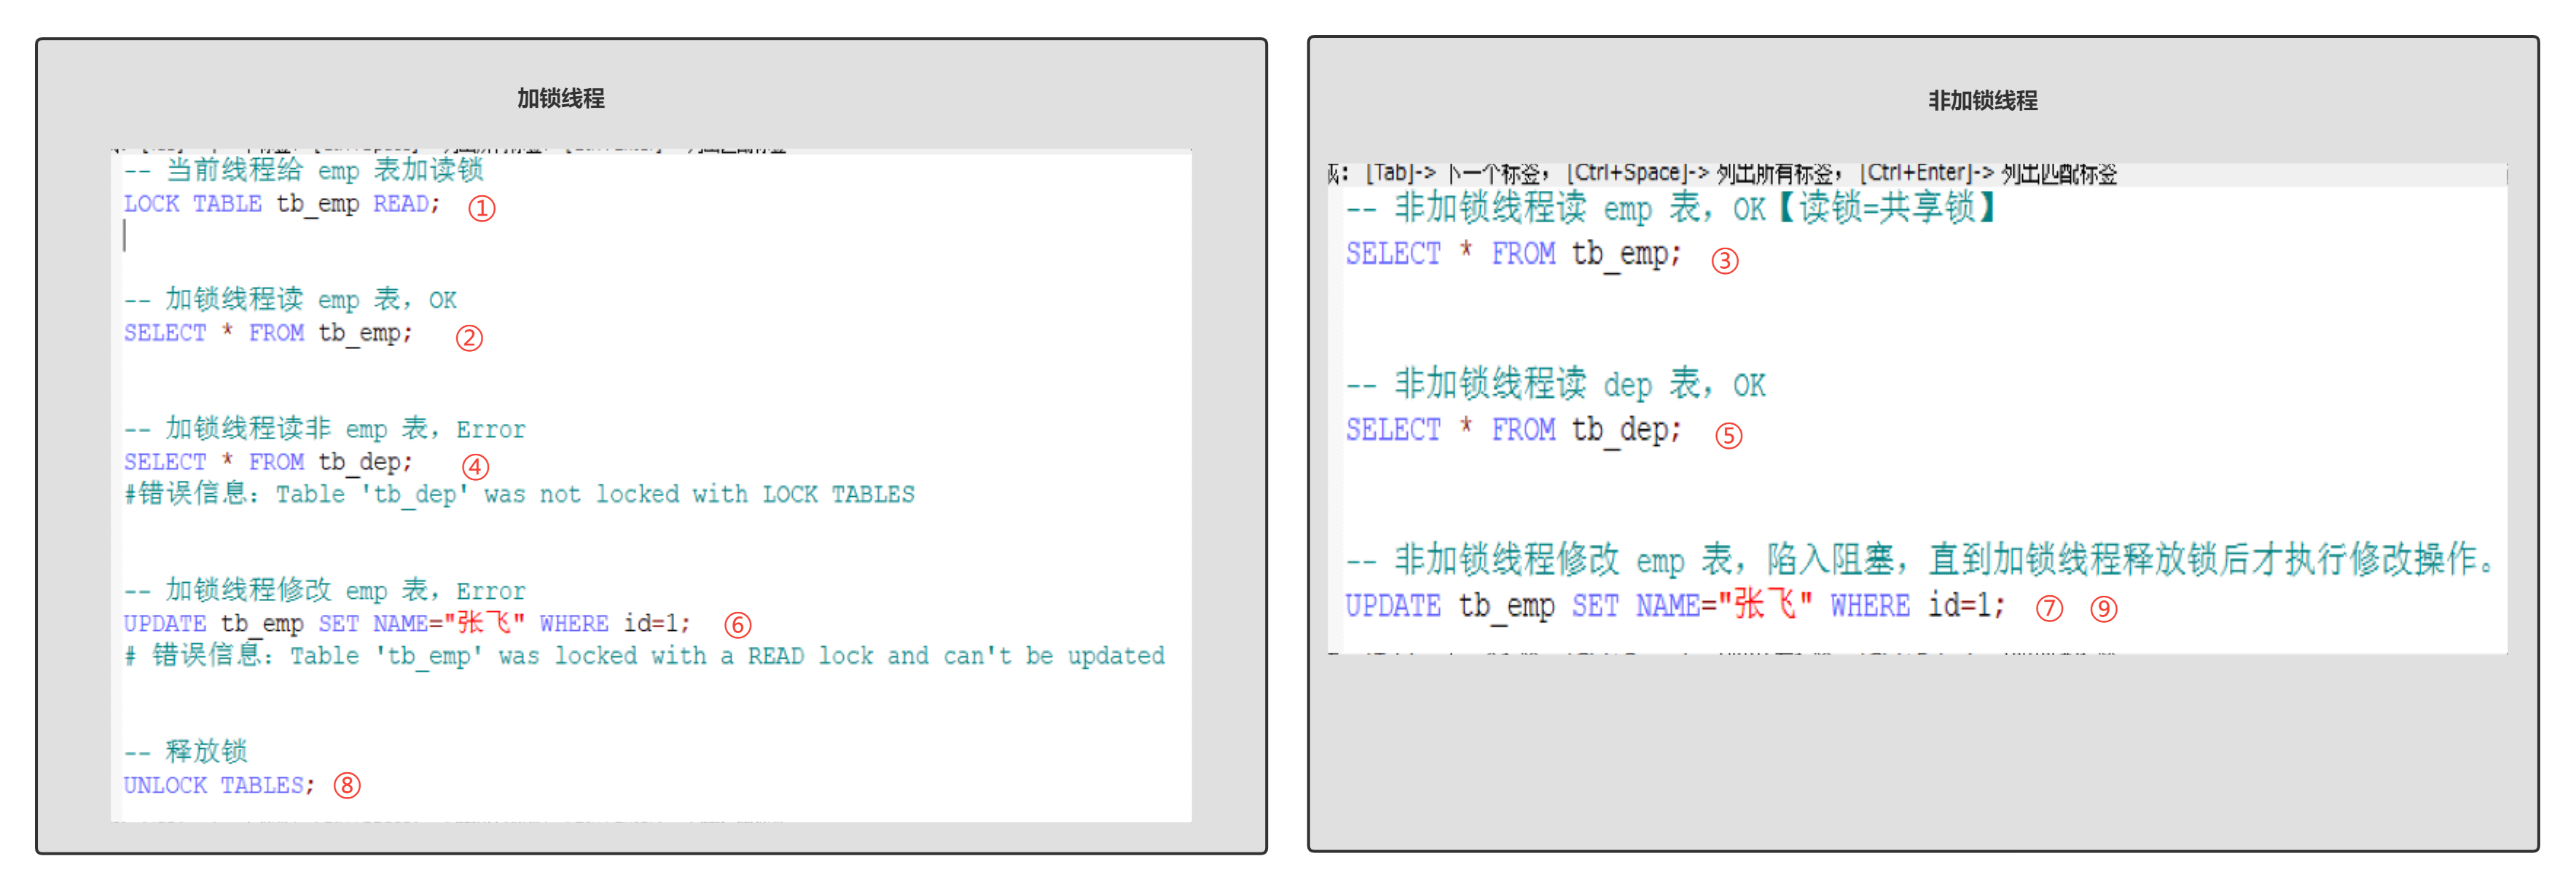 加锁线程
-- 当前线程给 emp 表加读锁
LOCK TABLE tb_emp READ; ①
-- 加锁线程读 emp 表，OK
SELECT * FROM tb_emp; ②
-- 加锁线程读非 emp 表，Error
SELECT * FROM tb_dep; ④
#错误信息：Table 'tb_dep' was not locked with LOCK TABLES
-- 加锁线程修改 emp 表，Error
UPDATE tb_emp SET NAME="张飞" WHERE id=1; ⑥
# 错误信息：Table 'tb_emp' was locked with a READ lock and can't be updated
-- 释放锁
UNLOCK TABLES; ⑧
非加锁线程
[Tab]-> 下一个标签， [Ctrl+Space]-> 列出所有标签， [Ctrl+Enter]-> 列出匹配标签
-- 非加锁线程读 emp 表，OK【读锁=共享锁】
SELECT * FROM tb_emp; ③
-- 非加锁线程读 dep 表，OK
SELECT * FROM tb_dep; ⑤
-- 非加锁线程修改 emp 表，陷入阻塞，直到加锁线程释放锁后才执行修改操作。
UPDATE tb_emp SET NAME="张飞" WHERE id=1; ⑦ ⑨